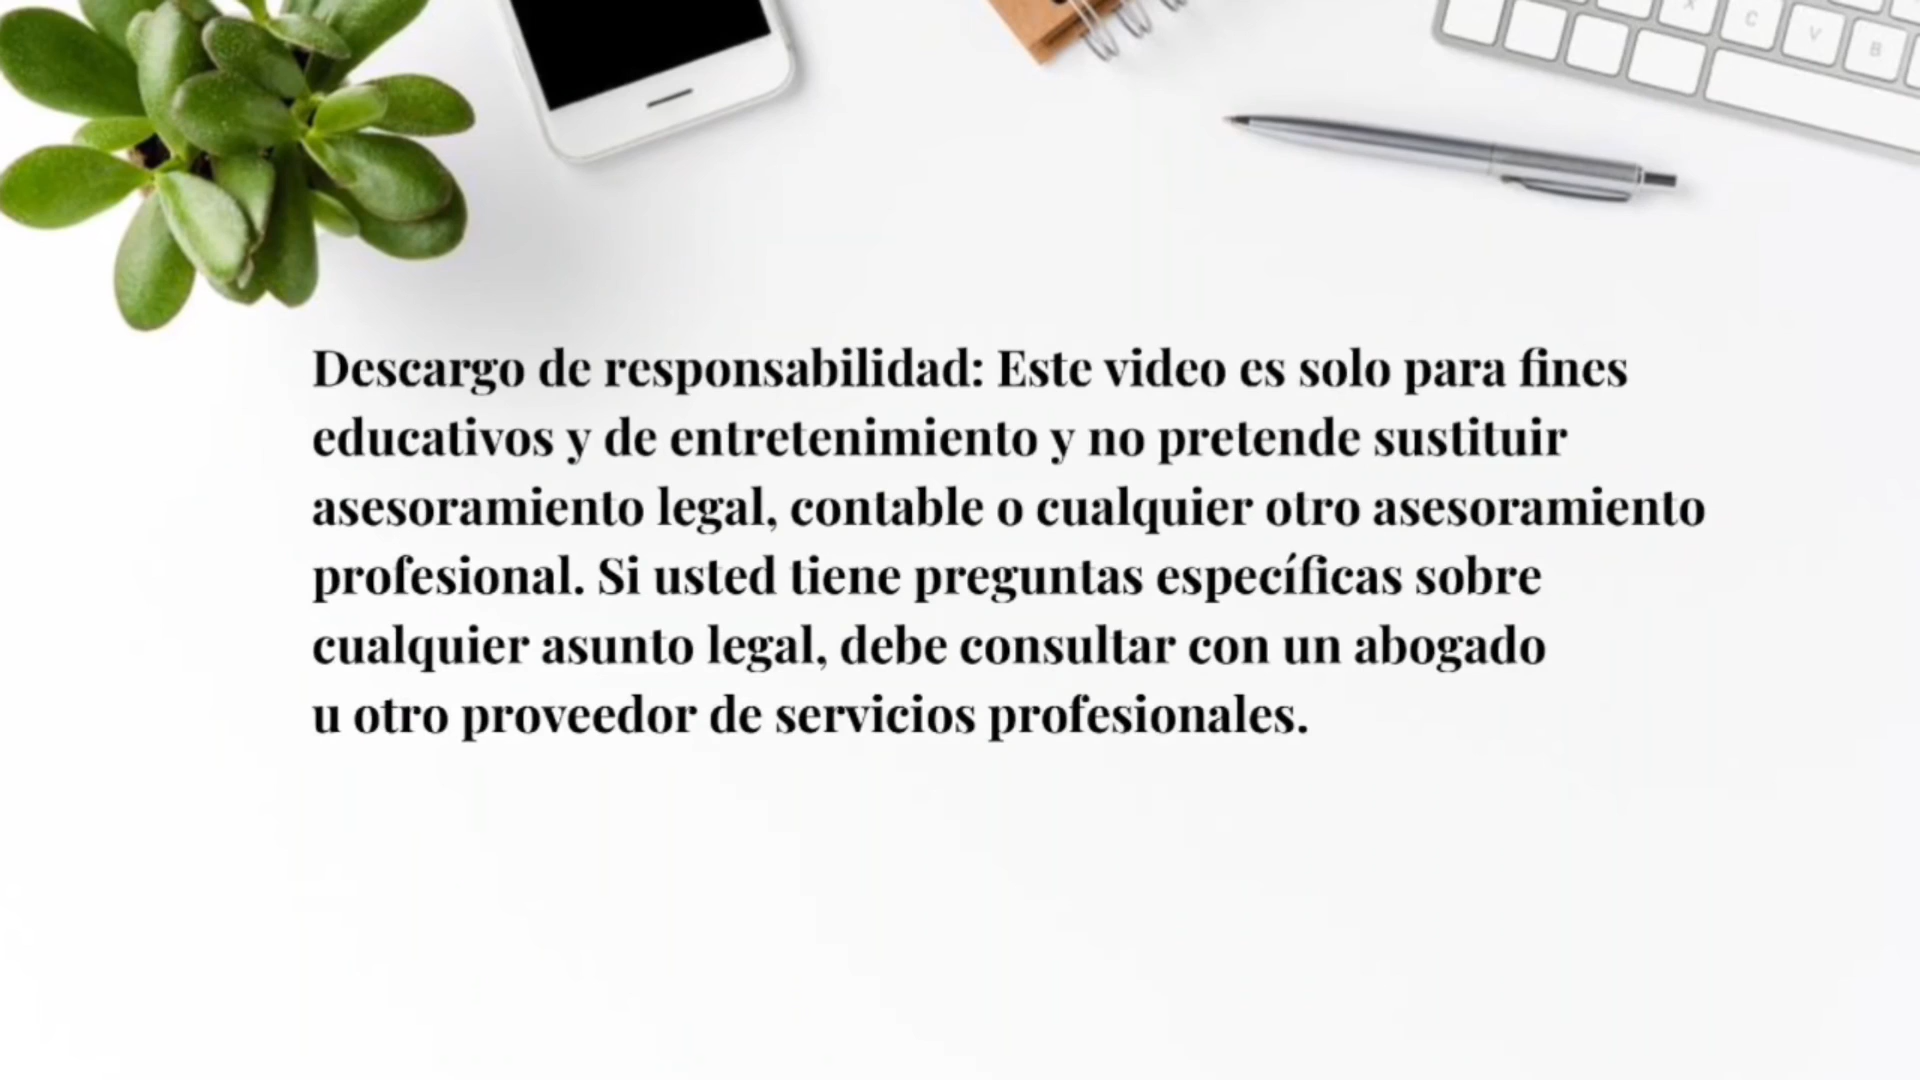 Descargo de responsabilidad: Este video es solo para fines
educativos y de entretenimiento y no pretende sustituir
asesoramiento legal, contable o cualquier otro asesoramiento
profesional. Si usted tiene preguntas específicas sobre
cualquier asunto legal, debe consultar con un abogado
u otro proveedor de servicios profesionales.
X C V B